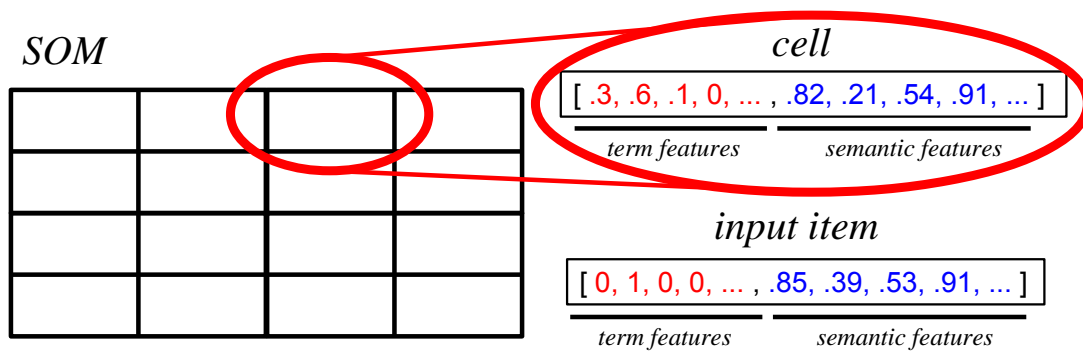 SOM
cell
[ .3, .6, .1, 0, ... , .82, .21, .54, .91, ... ]
term features semantic features
input item
[ 0, 1, 0, 0, ... , .85, .39, .53, .91, ... ]
term features semantic features